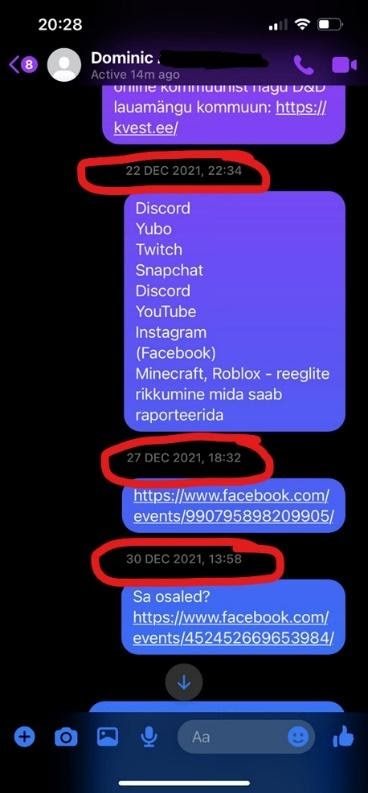 20:28
8
Dominic
Active 14m ago
online kommuunist nagu D&D
lauamängu kommuun: https://
kvest.ee/
22 DEC 2021, 22:34
Discord
Yubo
Twitch
Snapchat
Discord
YouTube
Instagram
(Facebook)
Minecraft, Roblox - reeglite
rikkumine mida saab
raporteerida
27 DEC 2021, 18:32
https://www.facebook.com/
events/990795898209905/
30 DEC 2021, 13:58
Sa osaled?
https://www.facebook.com/
events/452452669653984/
Aa